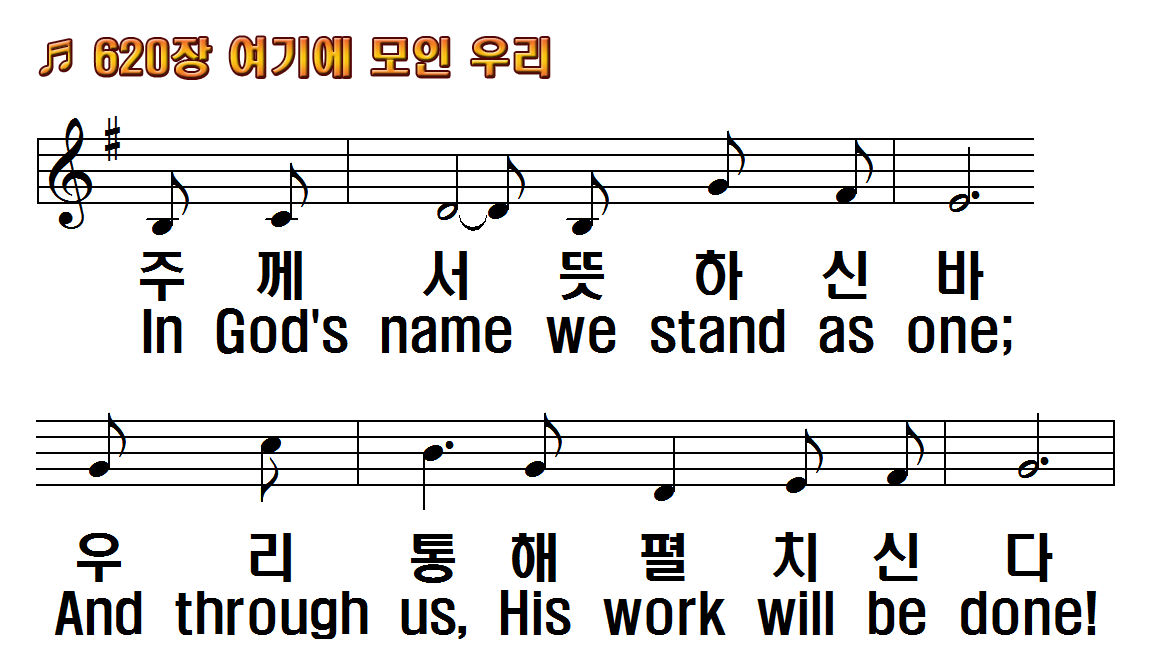 620장 여기에 모인 우리
주 께 서 뜻 하 신 바
In God's name we stand as one;
우 리 통 해 펼 치 신 다
And through us, His work will be done!